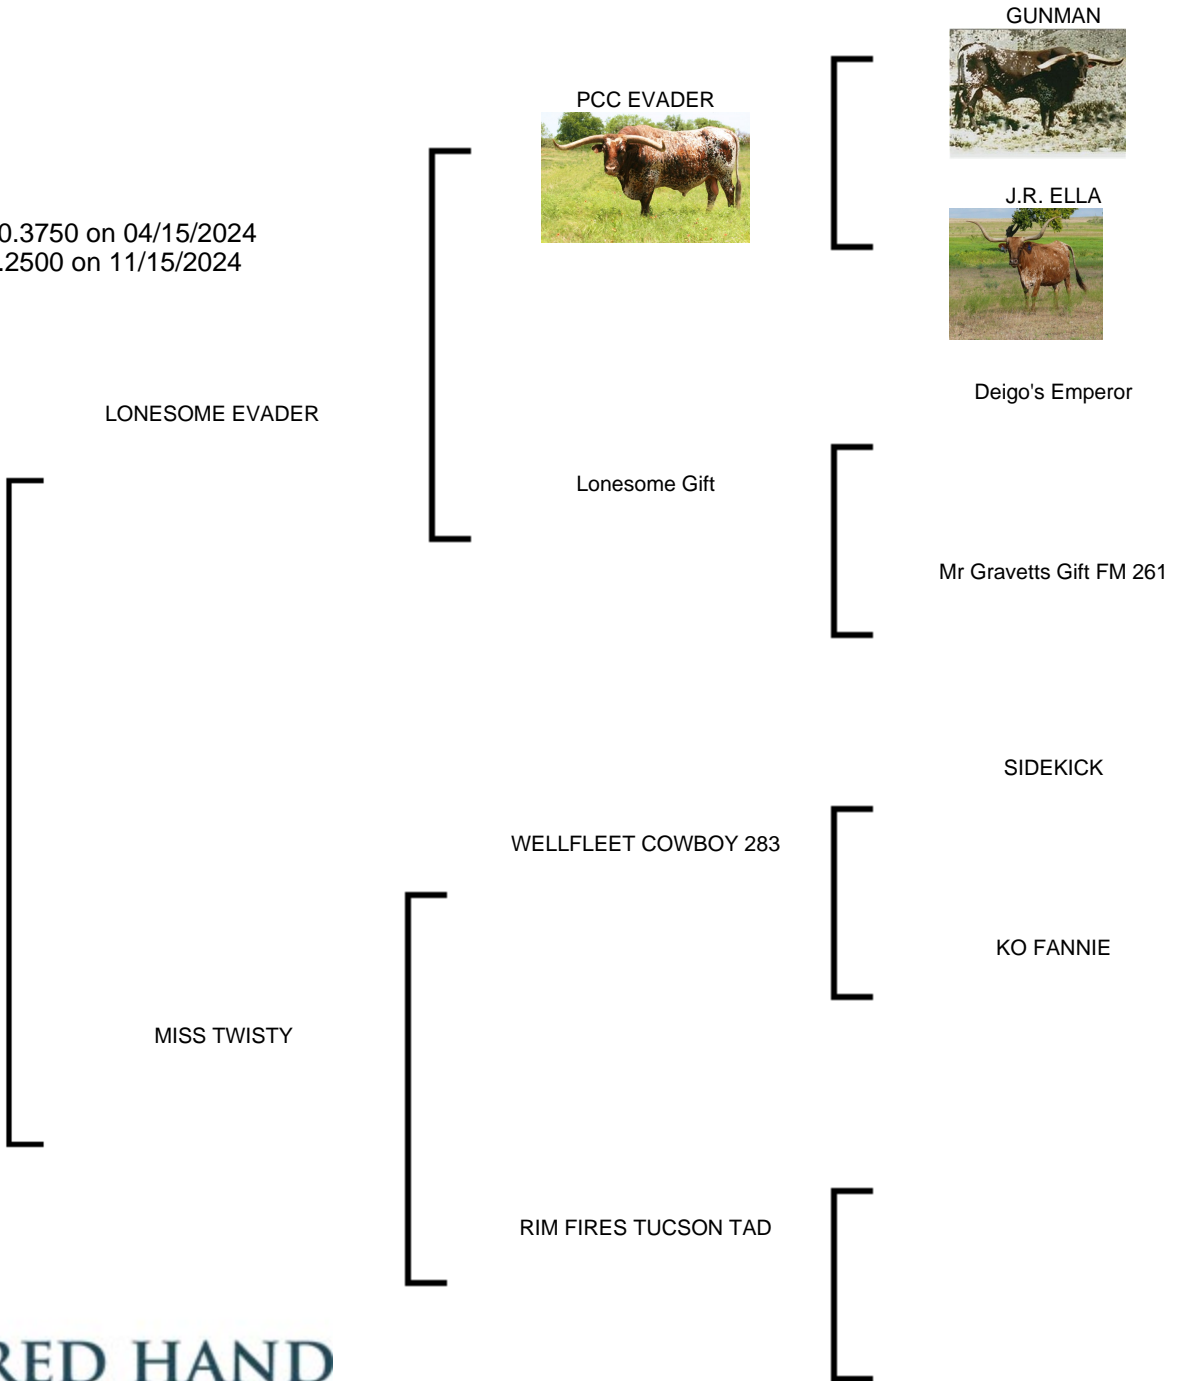 GUNMAN
PCC EVADER
J.R. ELLA
0.3750 on 04/15/2024
.2500 on 11/15/2024
Deigo's Emperor
LONESOME EVADER
Lonesome Gift
Mr Gravetts Gift FM 261
SIDEKICK
WELLFLEET COWBOY 283
KO FANNIE
MISS TWISTY
RIM FIRES TUCSON TAD
RED HAND